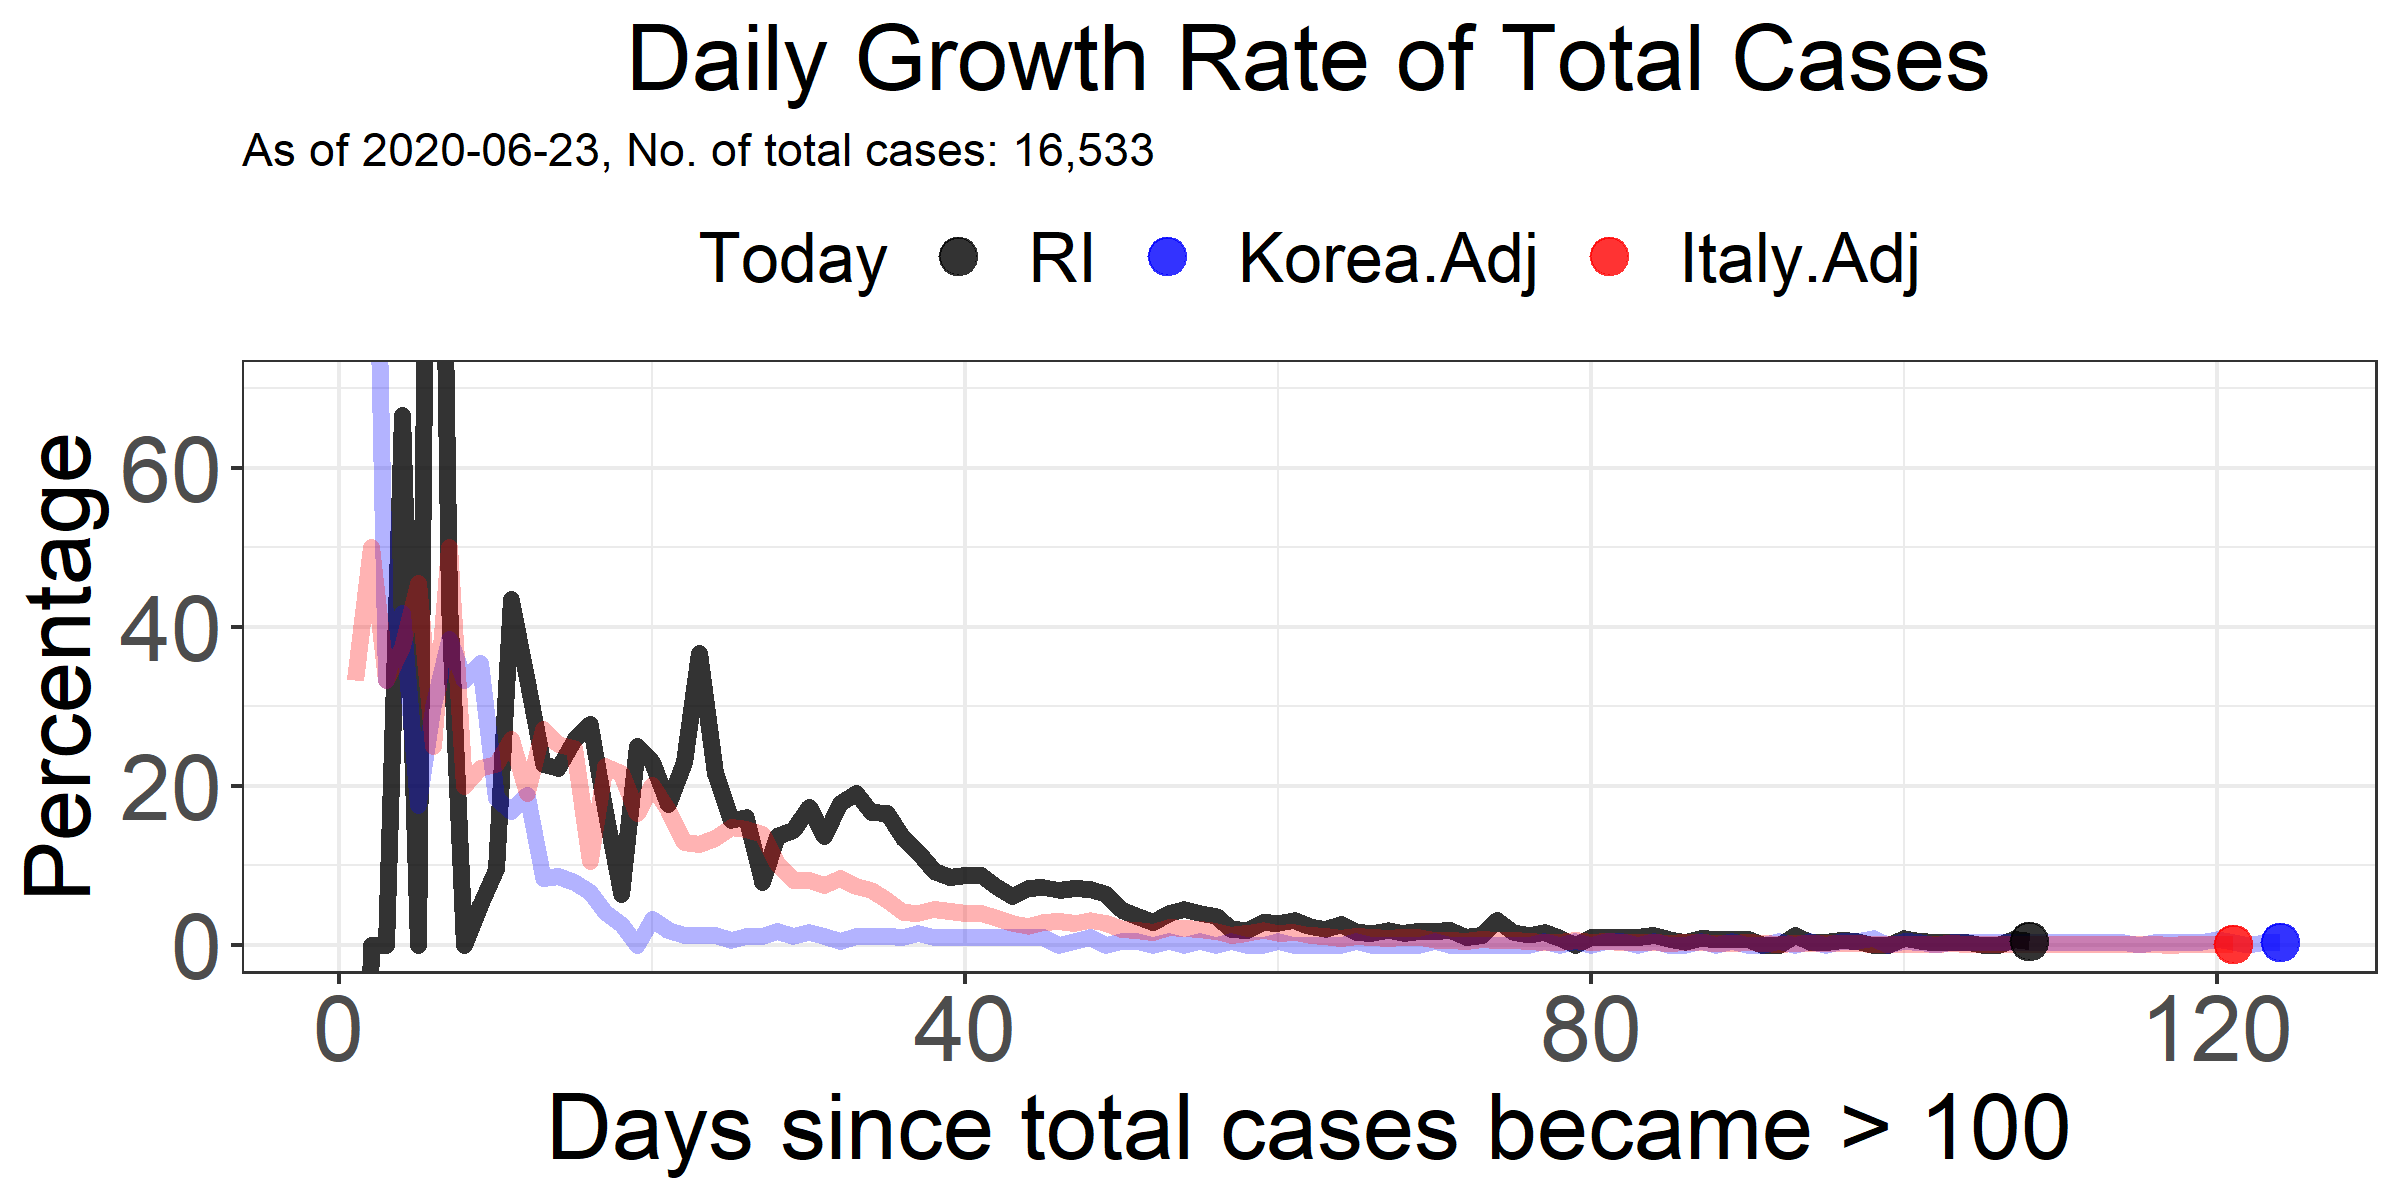 Daily Growth Rate of Total Cases
As of 2020-06-23, No. of total cases: 16,533
Today RI Korea.Adj Italy.Adj
Percentage
60
40
20
0
0 40 80 120
Days since total cases became > 100